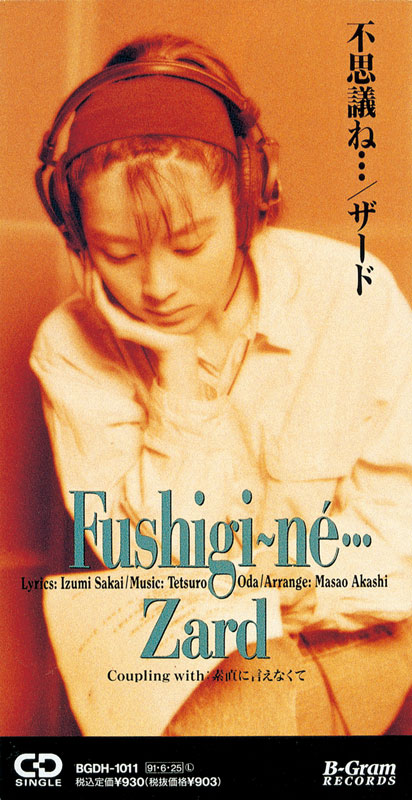 不思議ね…／ザード
Fushigi~né…
Lyrics: Izumi Sakai/Music: Tetsuro Oda/Arrange: Masao Akashi
Zard
Coupling with: 素直に言えなくて
CD
SINGLE
BGDH-1011 91・6・25 Ⓛ
税込定価¥930(税抜価格¥903)
B-Gram
RECORDS